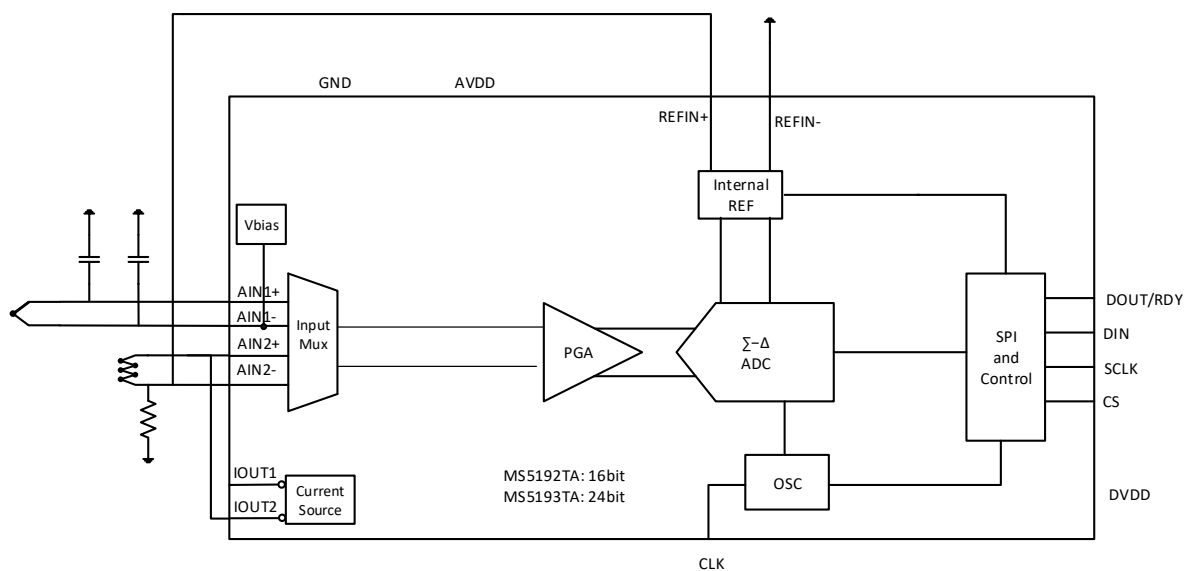 GND
AVDD
REFIN+
REFIN-
Internal
REF
Vbias
AIN1+
AIN1-
AIN2+
AIN2-
Input
Mux
PGA
∑−Δ
ADC
SPI
and
Control
DOUT/RDY
DIN
SCLK
CS
IOUT1
IOUT2
Current
Source
MS5192TA: 16bit
MS5193TA: 24bit
OSC
DVDD
CLK